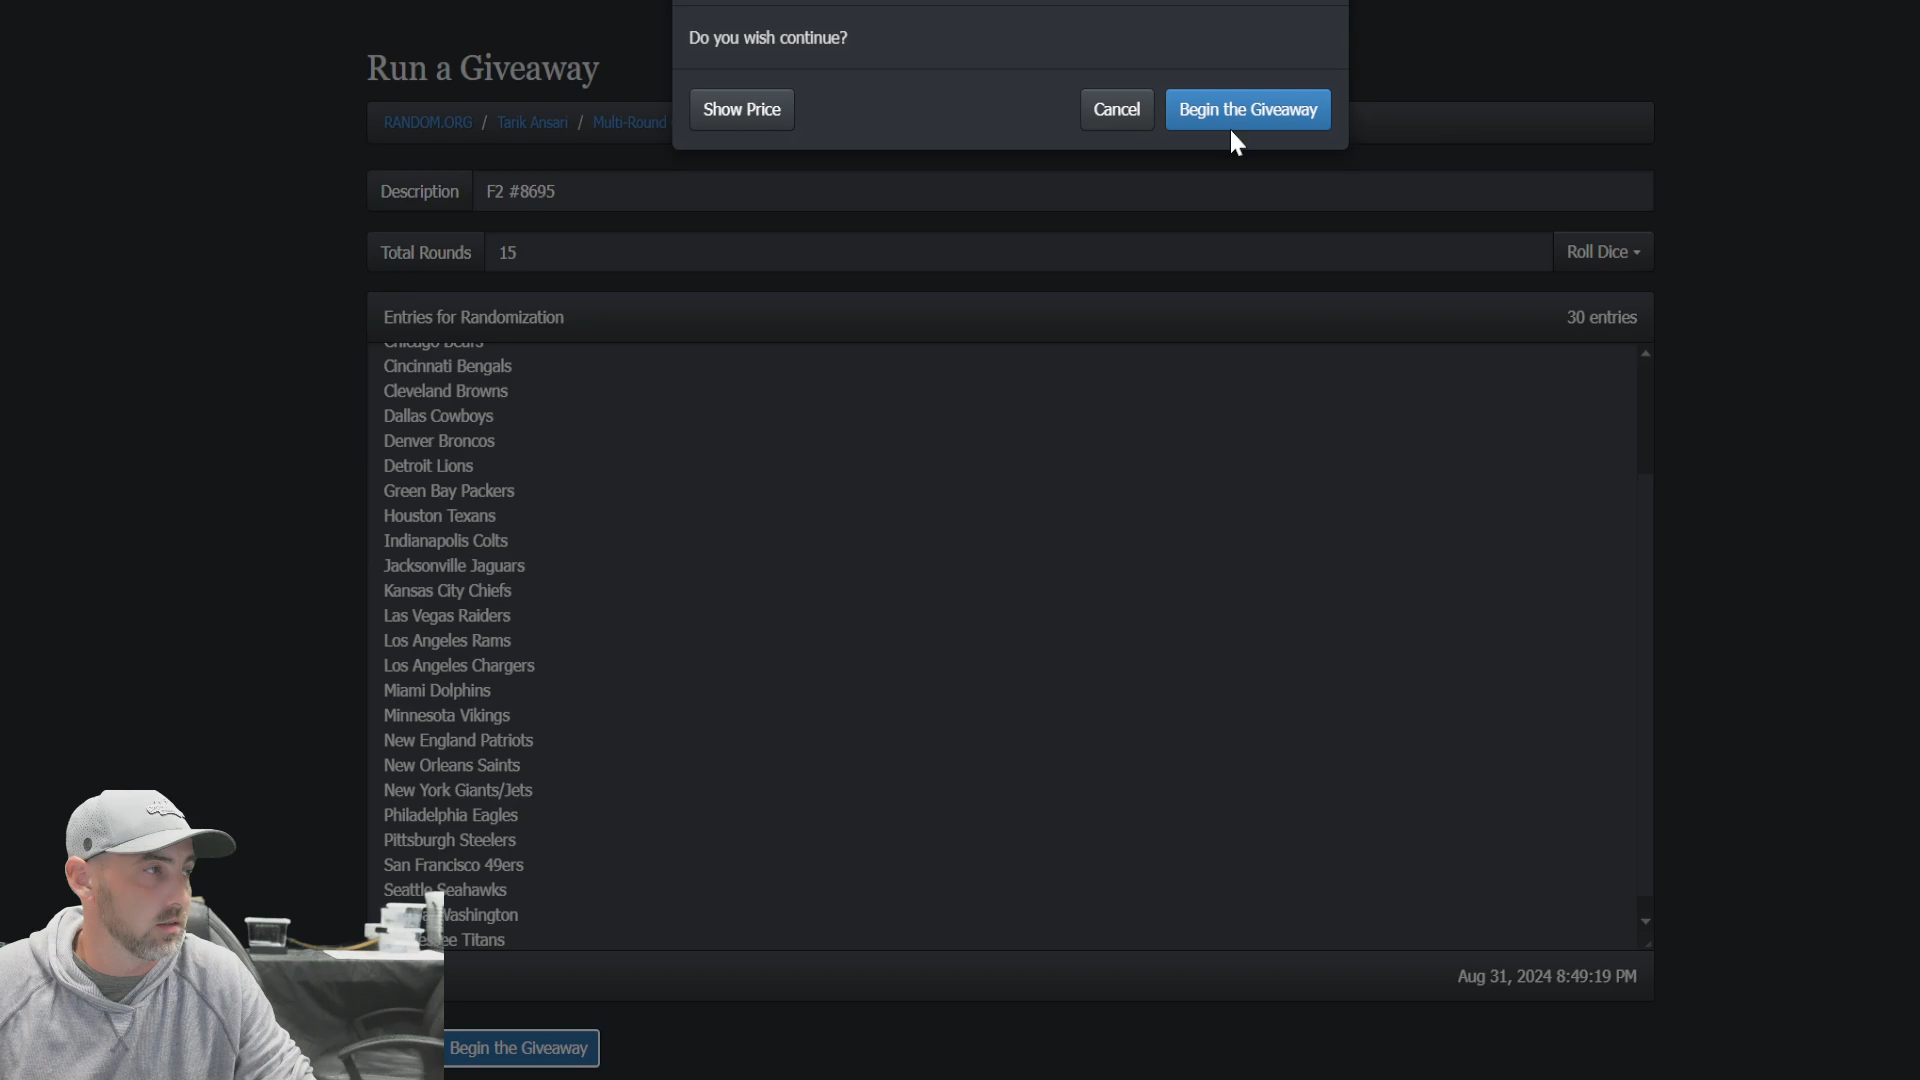 Do you wish continue?
Run a Giveaway
Show Price
Cancel
Begin the Giveaway
RANDOM.ORG / Tarik Ansari / Multi-Round
Description F2 #8695
Total Rounds 15 Roll Dice
Entries for Randomization 30 entries
Chicago Bears
Cincinnati Bengals
Cleveland Browns
Dallas Cowboys
Denver Broncos
Detroit Lions
Green Bay Packers
Houston Texans
Indianapolis Colts
Jacksonville Jaguars
Kansas City Chiefs
Las Vegas Raiders
Los Angeles Rams
Los Angeles Chargers
Miami Dolphins
Minnesota Vikings
New England Patriots
New Orleans Saints
New York Giants/Jets
Philadelphia Eagles
Pittsburgh Steelers
San Francisco 49ers
Seattle Seahawks
Titans
Aug 31, 2024 8:49:19 PM
Begin the Giveaway